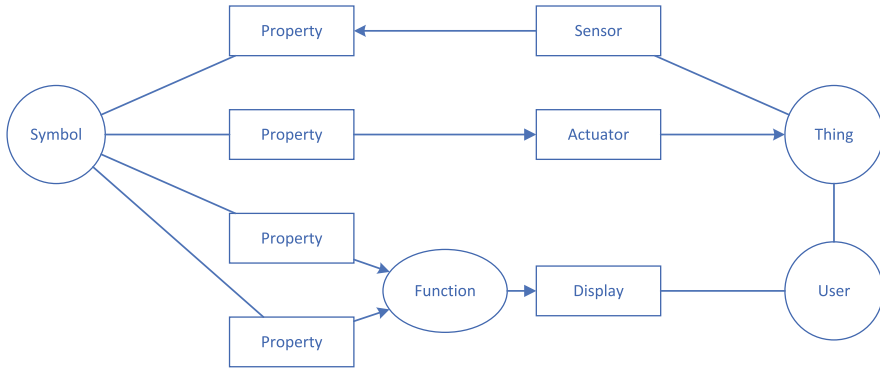 Property
Sensor
Symbol
Property
Actuator
Thing
Property
Function
Display
User
Property